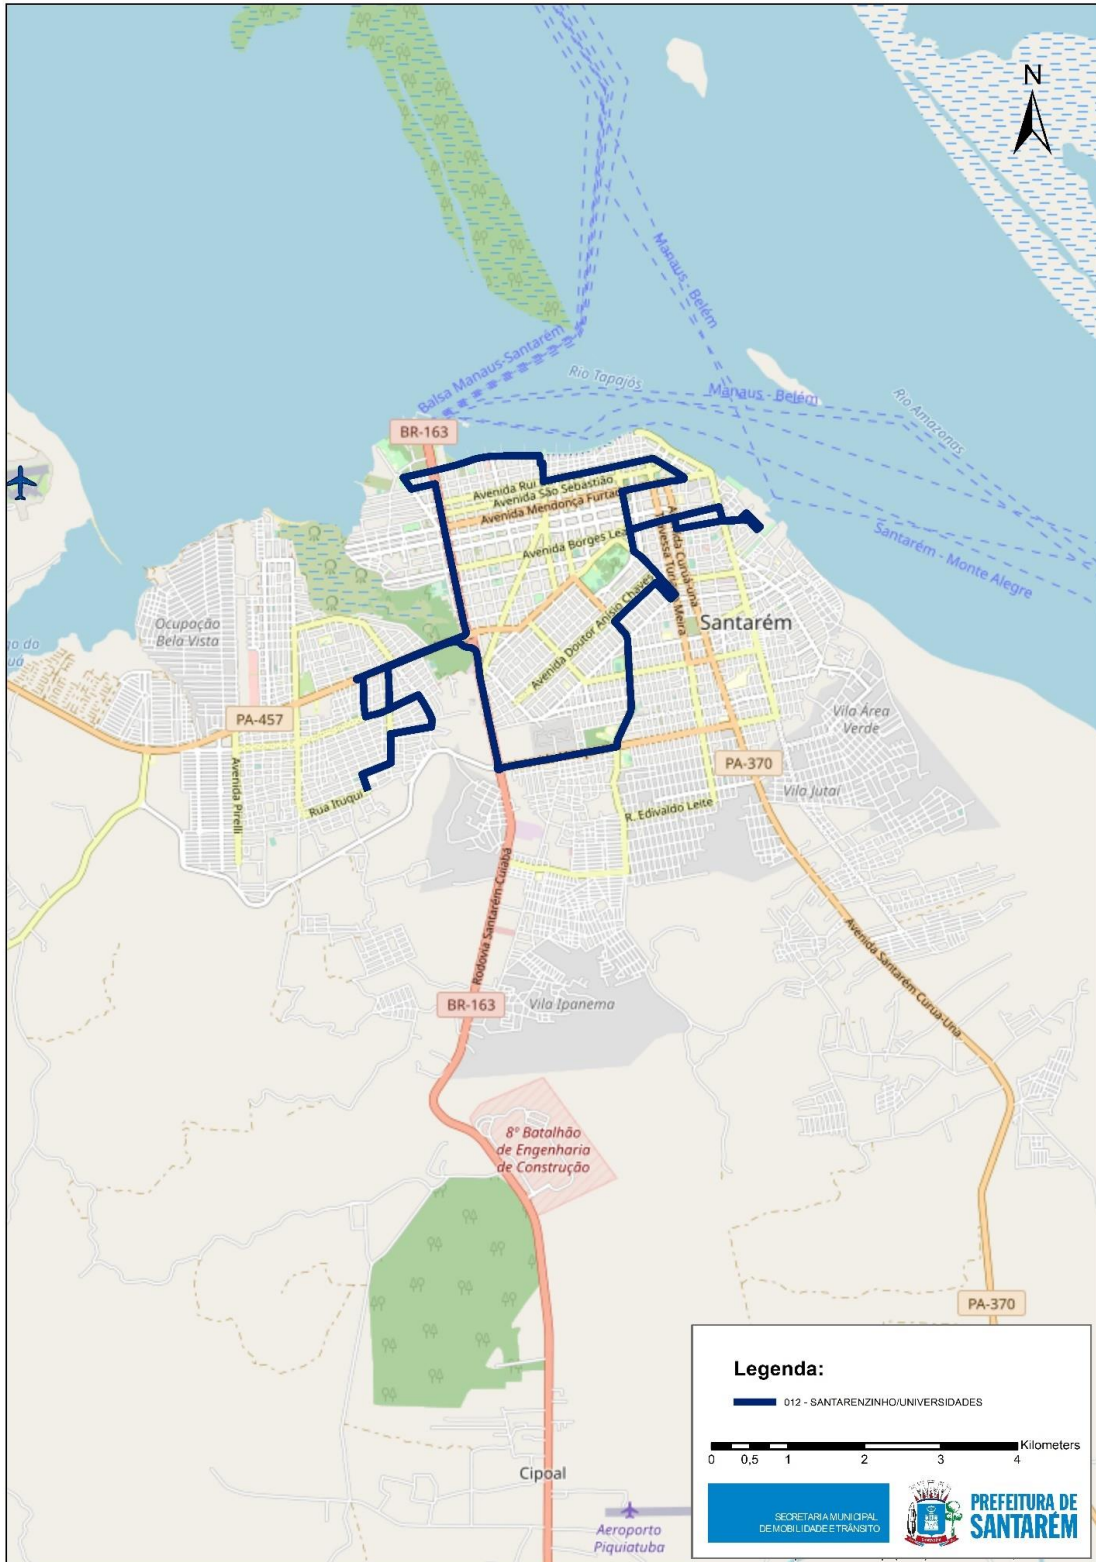 N
Manaus - Belém
Balsa Manaus-Santarém
Rio Tapajós
Manaus - Belém
Rio Amazonas
BR-163
Avenida Rui
Avenida São Sebastião
Avenida Mendonça Furtad
Avenida Borges Lea
Avenida Curuá-Una
Santarém - Monte Alegre
Ocupação
Bela Vista
Avenida Doutor Anísio Chaves
Meira
Santarém
PA-457
Vila Área
Verde
Avenida Pirelli
PA-370
Rua Ituqui
Vila Jutaí
R. Edivaldo Leite
Rodovia Santarém-Cuiabá
Avenida Santarém Curuá-Una
BR-163
Vila Ipanema
8º Batalhão
de Engenharia
de Construção
PA-370
Legenda:
012 - SANTARENZINHO/UNIVERSIDADES
Kilometers
0 0,5 1 2 3 4
Cipoal
SECRETARIA MUNICIPAL
DE MOBILIDADE E TRÂNSITO
PREFEITURA DE
SANTARÉM
Aeroporto
Piquiatuba